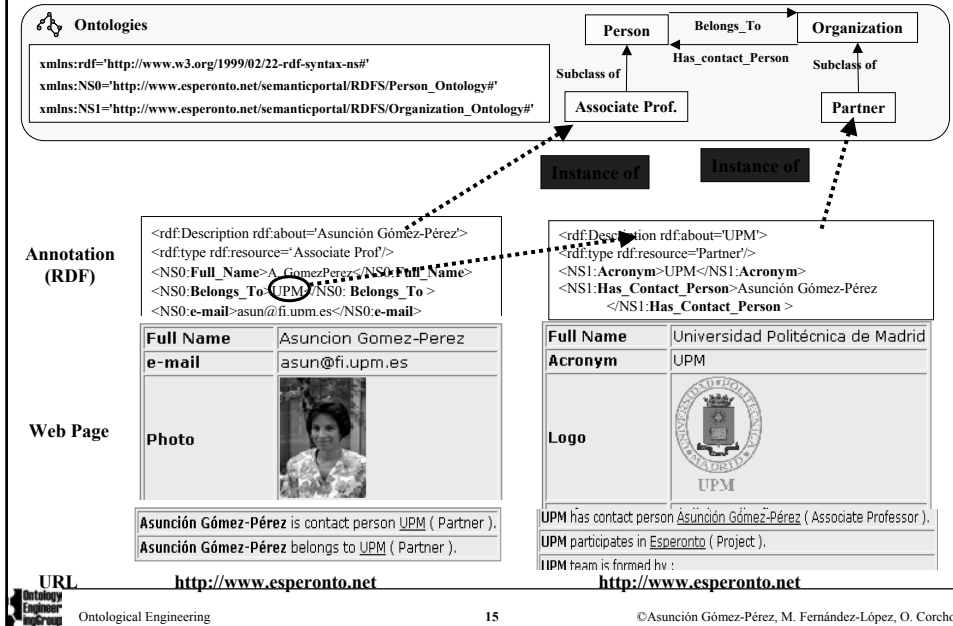 Ontologies
xmlns:rdf='http://www.w3.org/1999/02/22-rdf-syntax-ns#'
xmlns:NS0='http://www.esperonto.net/semanticportal/RDFS/Person_Ontology#'
xmlns:NS1='http://www.esperonto.net/semanticportal/RDFS/Organization_Ontology#'
Person
Belongs_To
Organization
Has_contact_Person
Subclass of
Subclass of
Associate Prof.
Partner
Instance of
Instance of
Annotation
(RDF)
<rdf:Description rdf:about='Asunción Gómez-Pérez'>
<rdf:type rdf:resource='Associate Prof'/>
<NS0:Full_Name>A. GomezPerez</NS0:Full_Name>
<NS0:Belongs_To>UPM</NS0: Belongs_To >
<NS0:e-mail>asun@fi.upm.es</NS0:e-mail>
<rdf:Description rdf:about='UPM'>
<rdf:type rdf:resource='Partner'/>
<NS1:Acronym>UPM</NS1:Acronym>
<NS1:Has_Contact_Person>Asunción Gómez-Pérez
</NS1:Has_Contact_Person >
Web Page
Full Name Asuncion Gomez-Perez
e-mail asun@fi.upm.es
Photo
Asunción Gómez-Pérez is contact person UPM ( Partner ).
Asunción Gómez-Pérez belongs to UPM ( Partner ).
Full Name Universidad Politécnica de Madrid
Acronym UPM
Logo
UNIVERSIDAD POLITÉCNICA
MADRID
UPM
UPM has contact person Asunción Gómez-Pérez ( Associate Professor ).
UPM participates in Esperonto ( Project ).
UPM team is formed by :
URL http://www.esperonto.net http://www.esperonto.net
Ontology
Engineer
ingGroup
Ontological Engineering 15 ©Asunción Gómez-Pérez, M. Fernández-López, O. Corcho